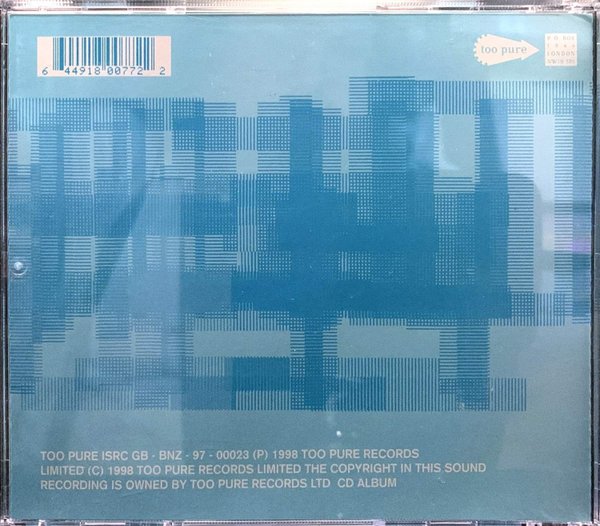 6 44918 00772 2
too pure
P.O. BOX
LONDON
TOO PURE ISRC GB - BNZ - 97 - 00023 (P) 1998 TOO PURE RECORDS
LIMITED (C) 1998 TOO PURE RECORDS LIMITED THE COPYRIGHT IN THIS SOUND
RECORDING IS OWNED BY TOO PURE RECORDS LTD CD ALBUM